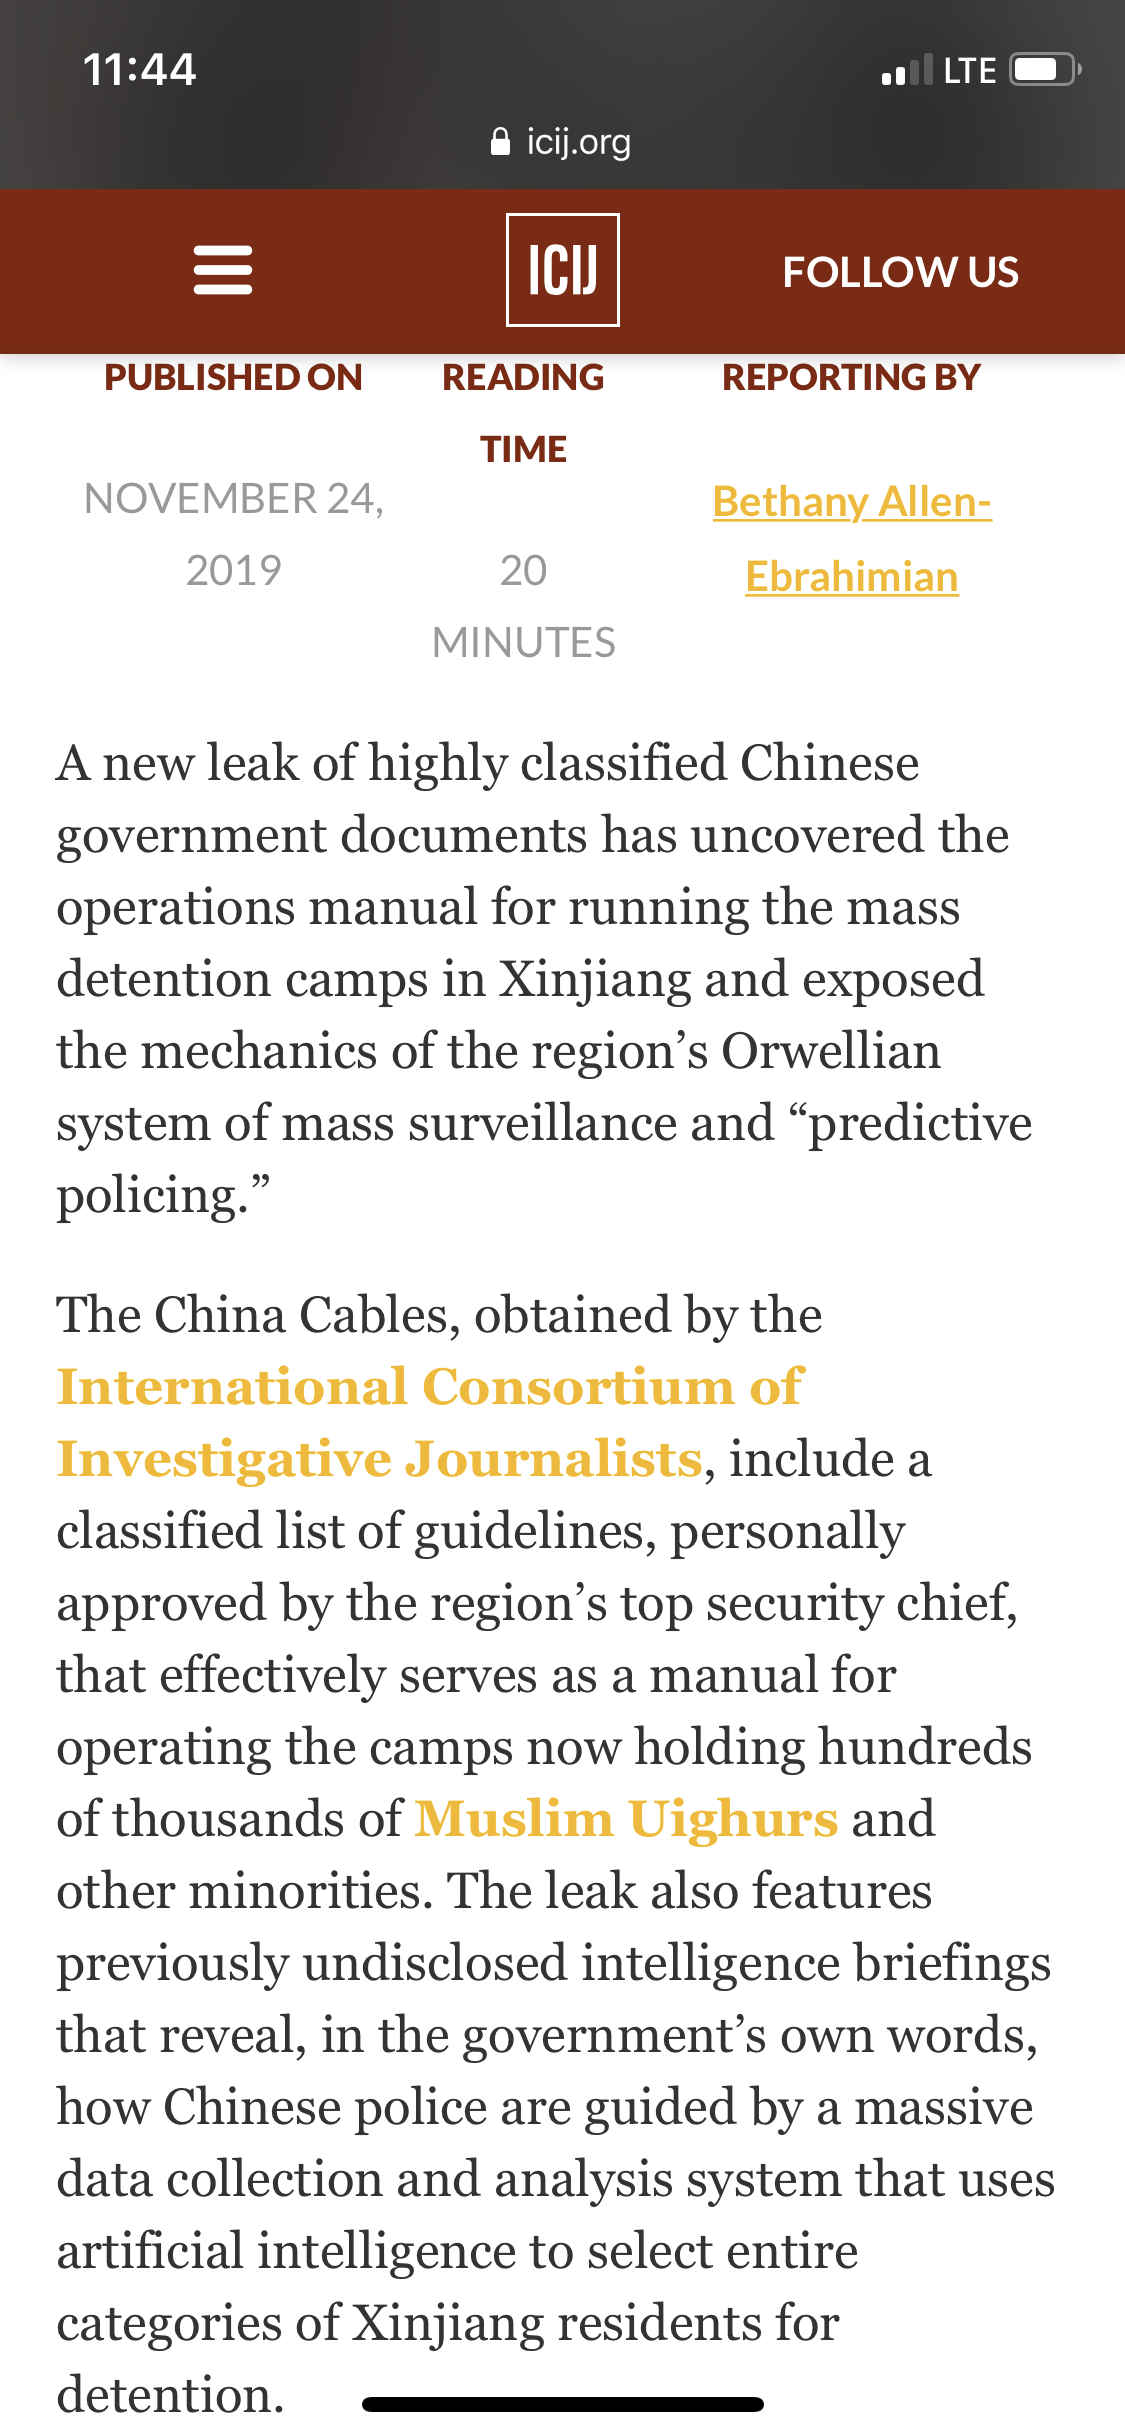 11:44
LTE
icij.org
ICIJ
FOLLOW US
PUBLISHED ON
NOVEMBER 24,
2019
READING
TIME
20
MINUTES
REPORTING BY
Bethany Allen-
Ebrahimian
A new leak of highly classified Chinese
government documents has uncovered the
operations manual for running the mass
detention camps in Xinjiang and exposed
the mechanics of the region’s Orwellian
system of mass surveillance and “predictive
policing.”
The China Cables, obtained by the
International Consortium of
Investigative Journalists, include a
classified list of guidelines, personally
approved by the region’s top security chief,
that effectively serves as a manual for
operating the camps now holding hundreds
of thousands of Muslim Uighurs and
other minorities. The leak also features
previously undisclosed intelligence briefings
that reveal, in the government’s own words,
how Chinese police are guided by a massive
data collection and analysis system that uses
artificial intelligence to select entire
categories of Xinjiang residents for
detention.